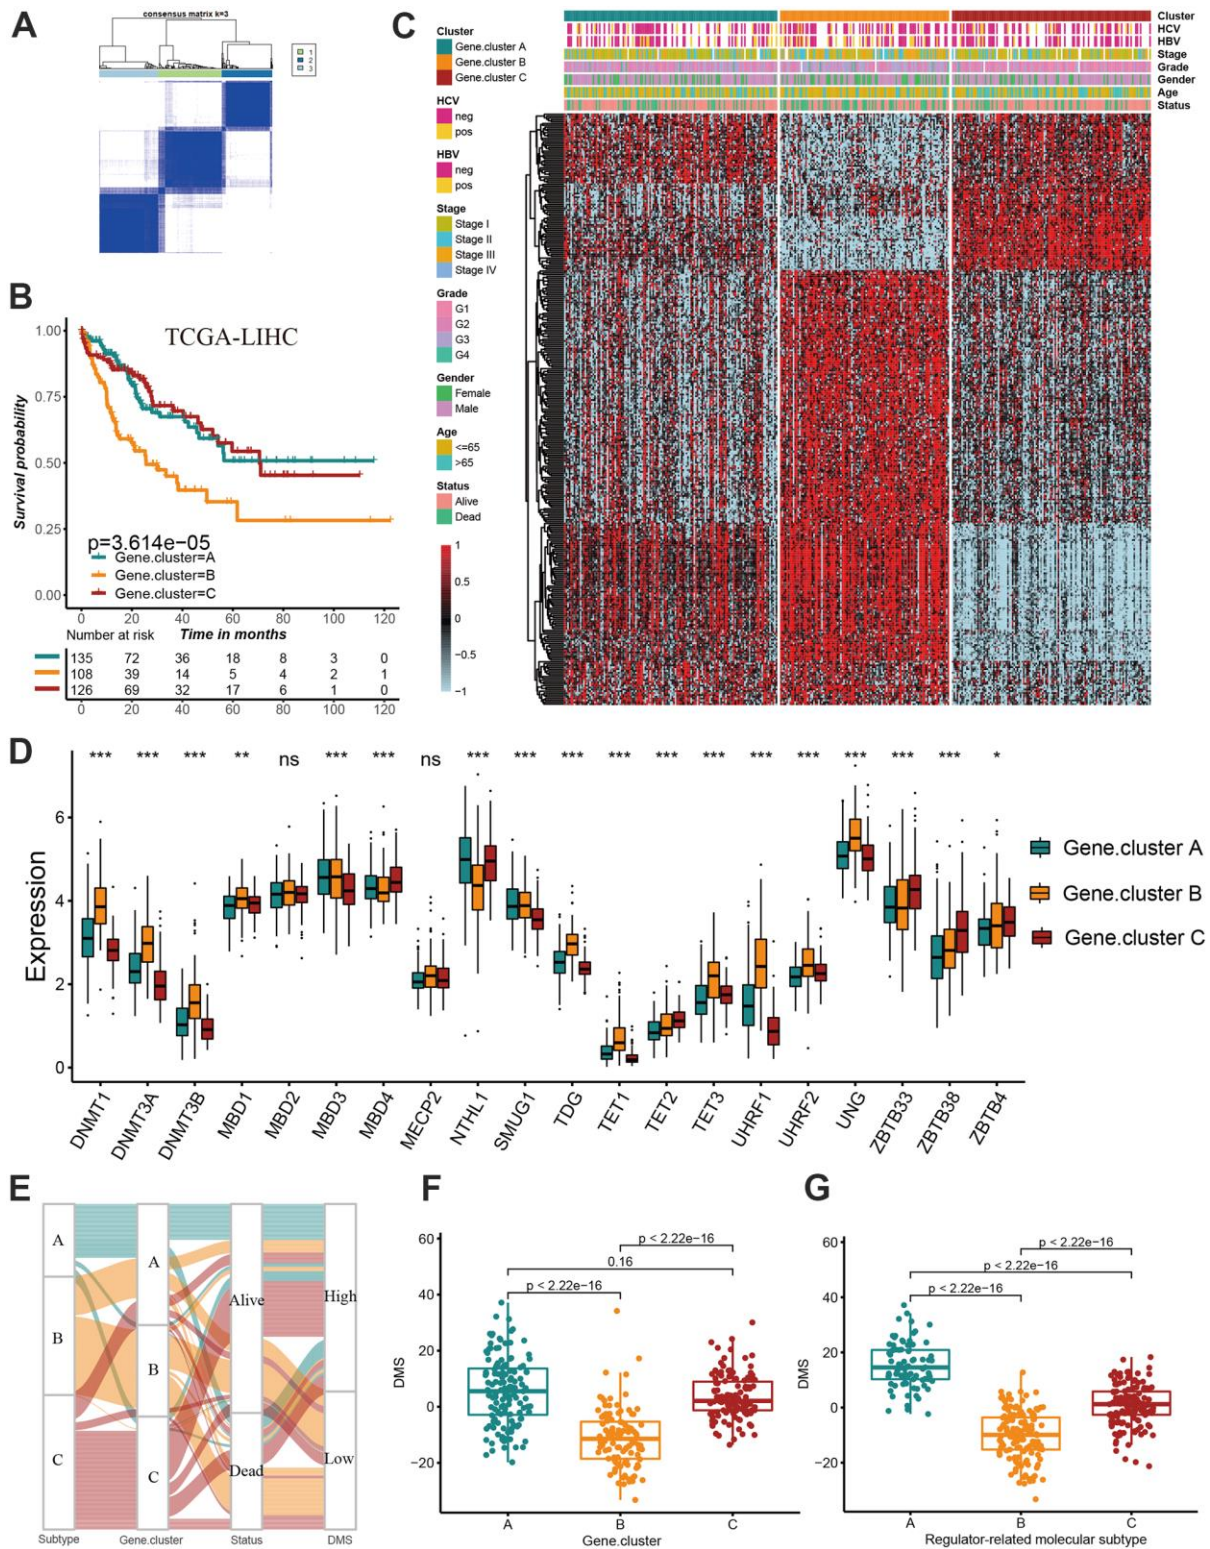 A
consensus matrix k=3
1
2
3
B
TCGA-LIHC
Survival probability
1.00
0.75
0.50
0.25
0.00
p=3.614e−05
Gene.cluster=A
Gene.cluster=B
Gene.cluster=C
0 20 40 60 80 100 120
Number at risk Time in months
135 72 36 18 8 3 0
108 39 14 5 4 2 1
126 69 32 17 6 1 0
0 20 40 60 80 100 120
C
Cluster
Gene.cluster A
Gene.cluster B
Gene.cluster C
HCV
neg
pos
HBV
neg
pos
Stage
Stage I
Stage II
Stage III
Stage IV
Grade
G1
G2
G3
G4
Gender
Female
Male
Age
<=65
>65
Status
Alive
Dead
1
0.5
0
−0.5
−1
Cluster
HCV
HBV
Stage
Grade
Gender
Age
Status
D
*** *** *** ** ns *** *** ns *** *** *** *** *** *** *** *** *** *** *** *
Expression
6
4
2
0
DNMT1 DNMT3A DNMT3B MBD1 MBD2 MBD3 MBD4 MECP2 NTHL1 SMUG1 TDG TET1 TET2 TET3 UHRF1 UHRF2 UNG ZBTB33 ZBTB38 ZBTB4
Gene.cluster A
Gene.cluster B
Gene.cluster C
E
A
B
C
A
B
C
Alive
Dead
High
Low
Subtype Gene.cluster Status DMS
F
DMS
60
40
20
0
−20
p < 2.22e−16
0.16
p < 2.22e−16
A B C
Gene.cluster
G
DMS
60
40
20
0
−20
p < 2.22e−16
p < 2.22e−16
p < 2.22e−16
A B C
Regulator-related molecular subtype